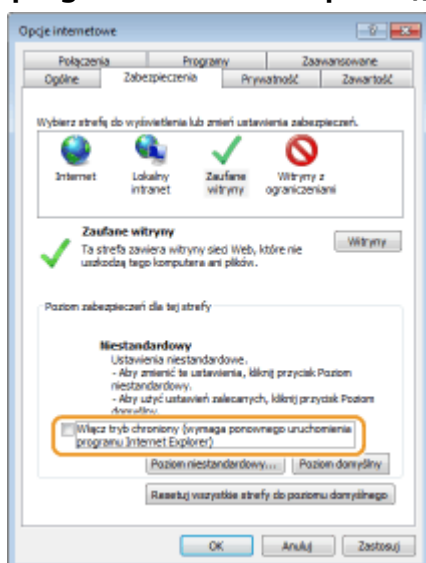 Opcje internetowe
Połączenia Programy Zaawansowane
Ogólne Zabezpieczenia Prywatność Zawartość
Wybierz strefę do wyświetlenia lub zmień ustawienia zabezpieczeń.
Internet Lokalny intranet Zaufane witryny Witryny z ograniczeniami
Zaufane witryny
Ta strefa zawiera witryny sieci Web, które nie
uszkodzą tego komputera ani plików.
Witryny
Poziom zabezpieczeń dla tej strefy
Niestandardowy
Ustawienia niestandardowe.
- Aby zmienić te ustawienia, kliknij przycisk Poziom
niestandardowy.
- Aby użyć ustawień zalecanych, kliknij przycisk Poziom
domyślny.
Włącz tryb chroniony (wymaga ponownego uruchomienia
programu Internet Explorer)
Poziom niestandardowy... Poziom domyślny
Resetuj wszystkie strefy do poziomu domyślnego
OK Anuluj Zastosuj